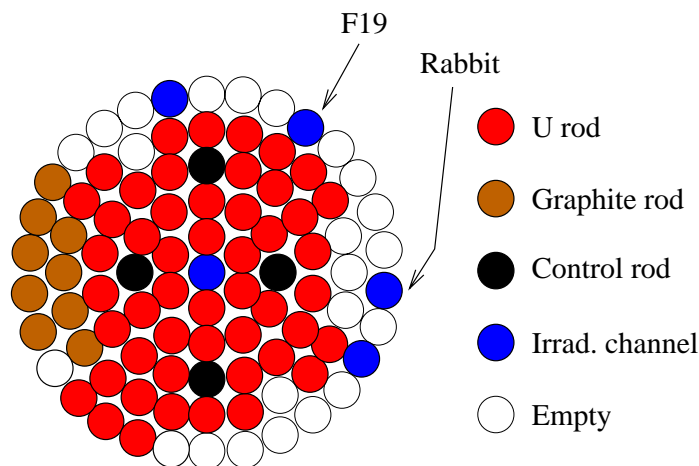 F19
Rabbit
U rod
Graphite rod
Control rod
Irrad. channel
Empty